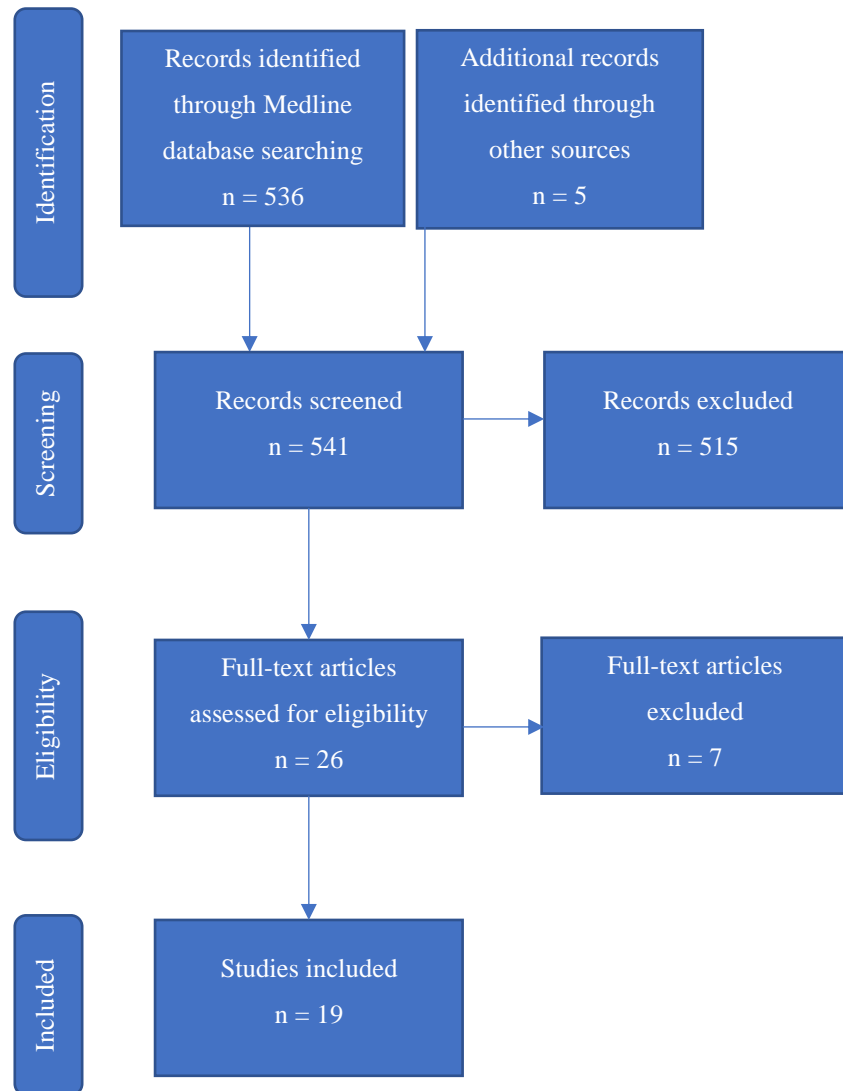 Identification
Records identified
through Medline
database searching
n = 536
Additional records
identified through
other sources
n = 5
Screening
Records screened
n = 541
Records excluded
n = 515
Eligibility
Full-text articles
assessed for eligibility
n = 26
Full-text articles
excluded
n = 7
Included
Studies included
n = 19